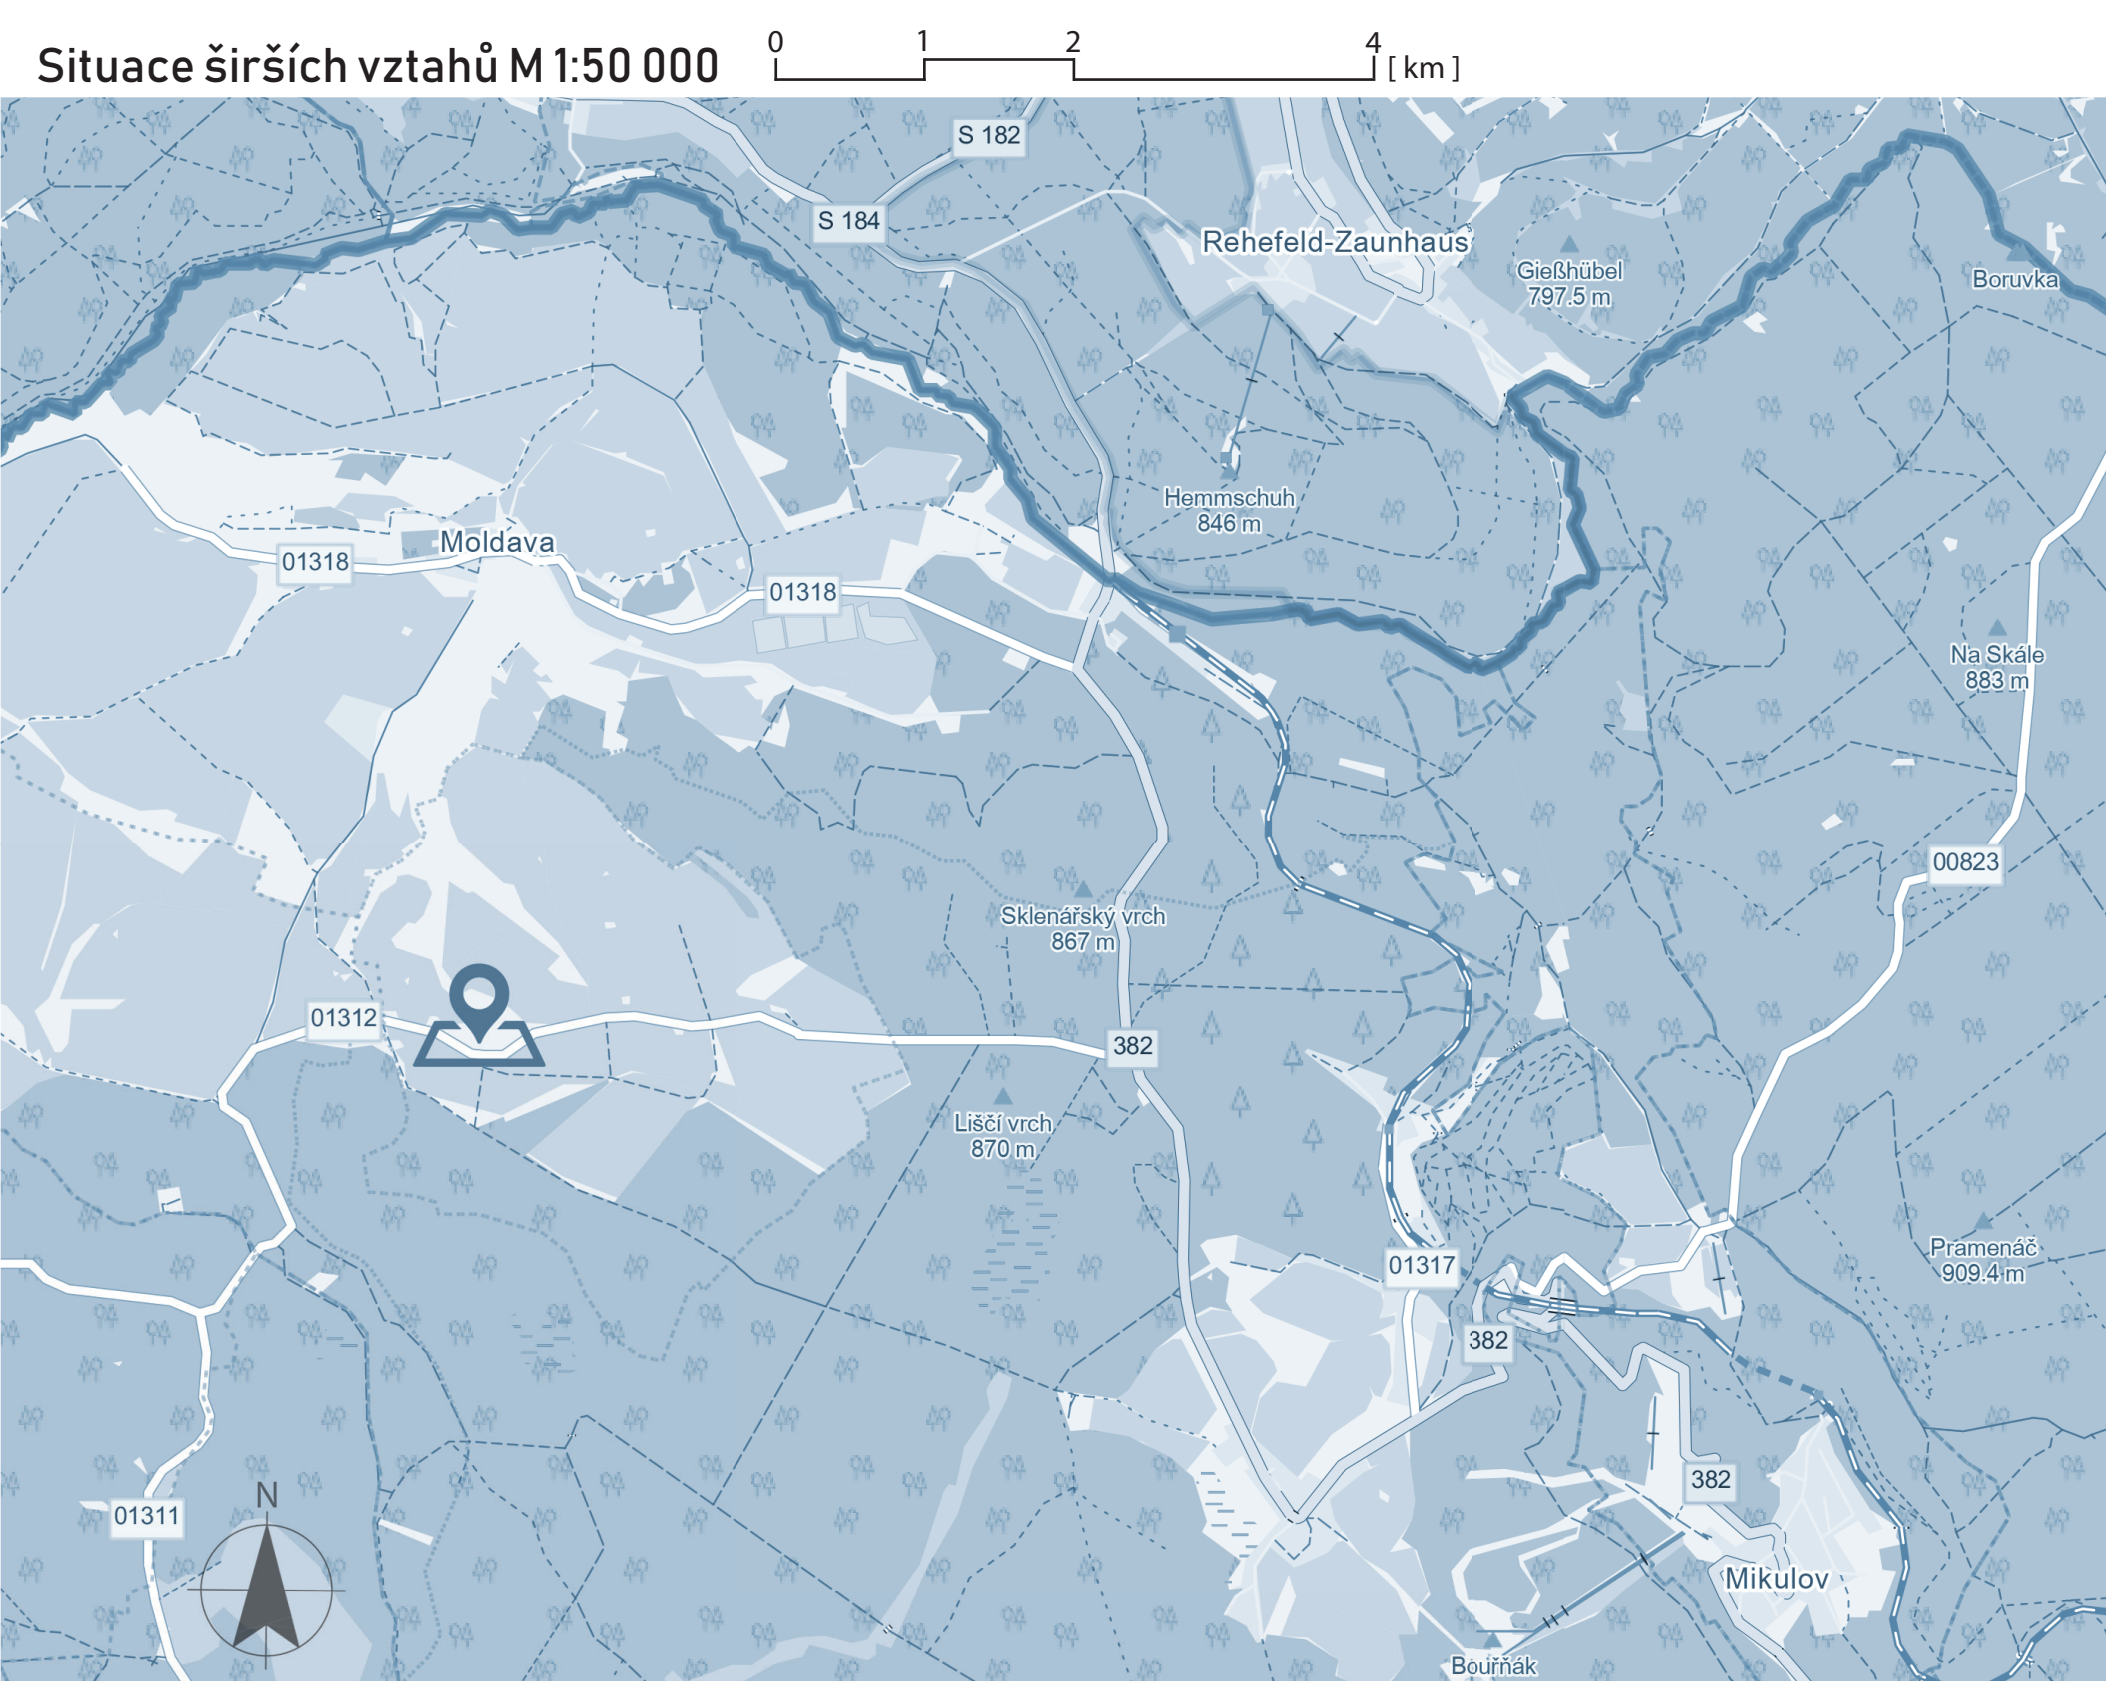 0 1 2 4
Situace širších vztahů M 1:50 000
[ km ]
S 182
S 184
Rehefeld-Zaunhaus
Gießhübel
797.5 m
Boruvka
Hemmschuh
846 m
Moldava
01318
01318
Na Skále
883 m
00823
Sklenářský vrch
867 m
01312
382
Liščí vrch
870 m
01317
Pramenáč
909.4 m
382
382
N
01311
Mikulov
Bouřňák